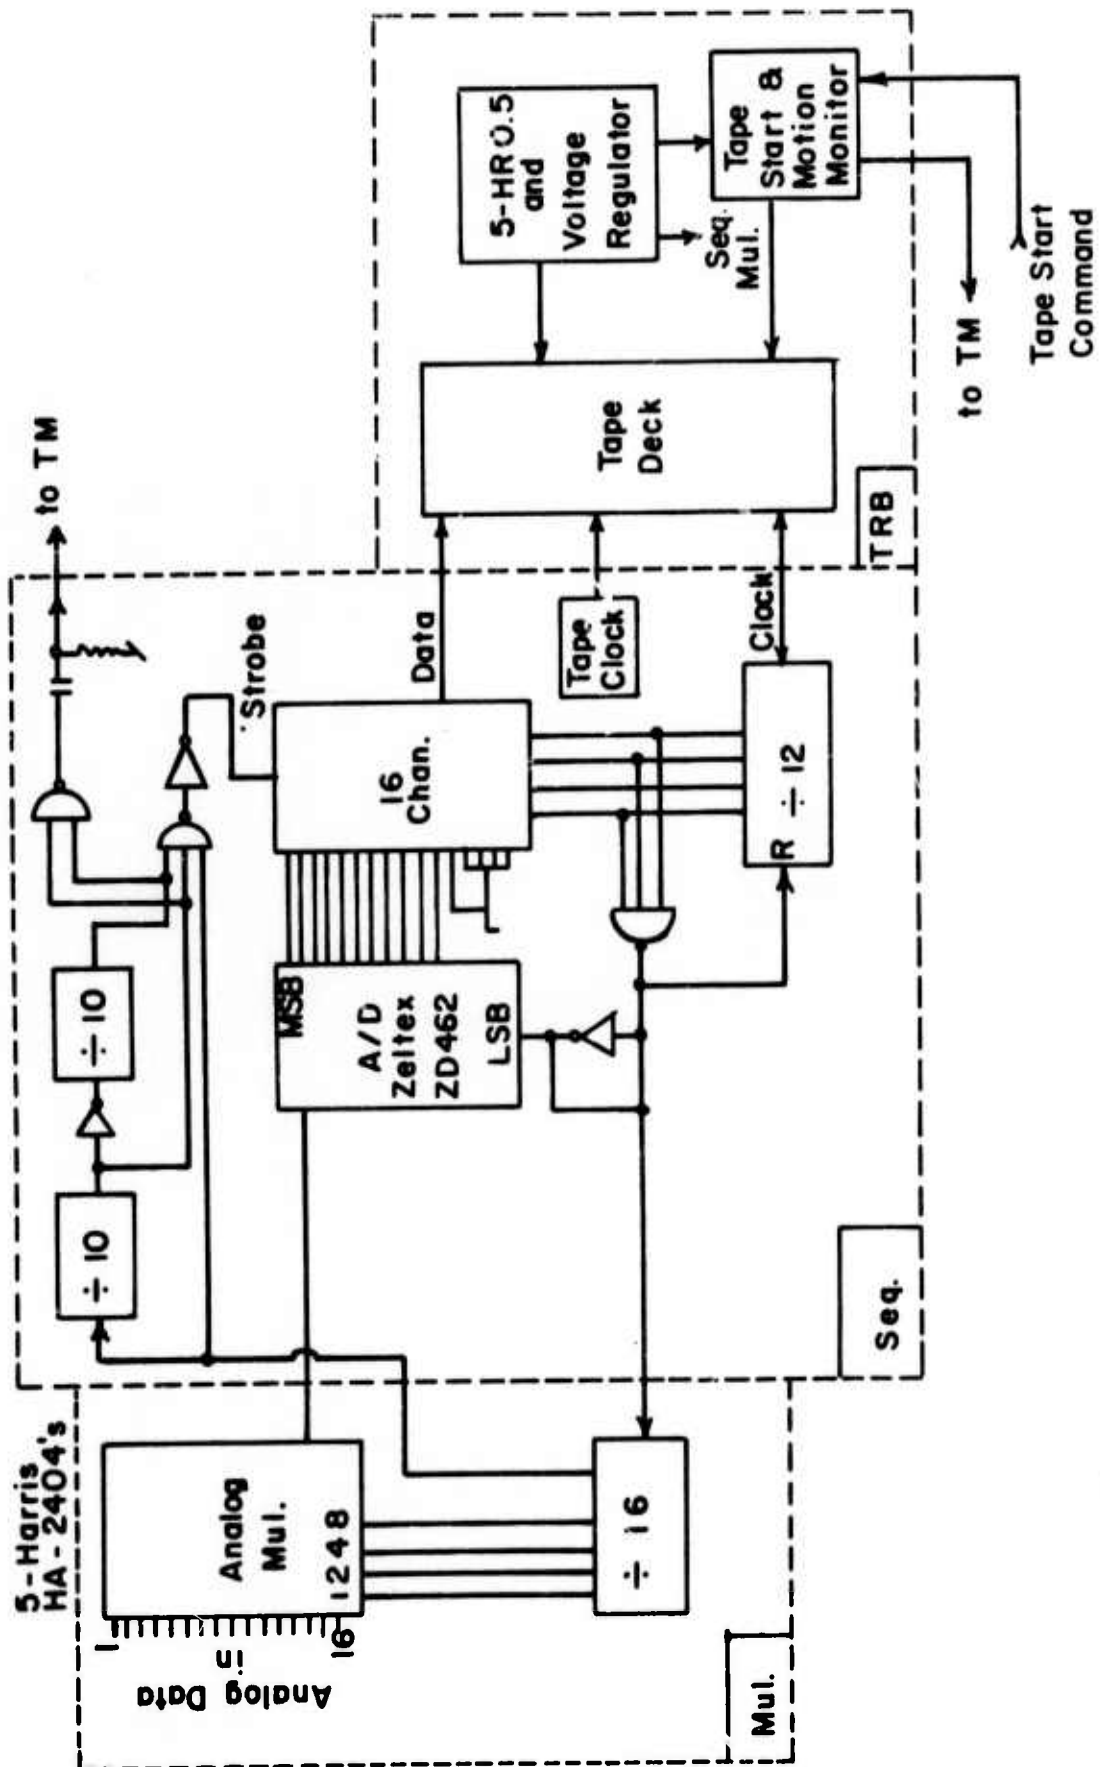 5-Harris
HA-2404's
Analog Data
in
1
16
Analog
Mul.
1 2 4 8
÷ 16
Mul.
÷ 10
÷ 10
MSB
A/D
Zeltex
ZD462
LSB
16
Chan.
Strobe
to TM
Data
Tape
Clock
Clock
R
÷ 12
Seq.
Tape
Deck
5-HR0.5
and
Voltage
Regulator
Seq.
Mul.
Tape
Start &
Motion
Monitor
TRB
to TM
Tape Start
Command